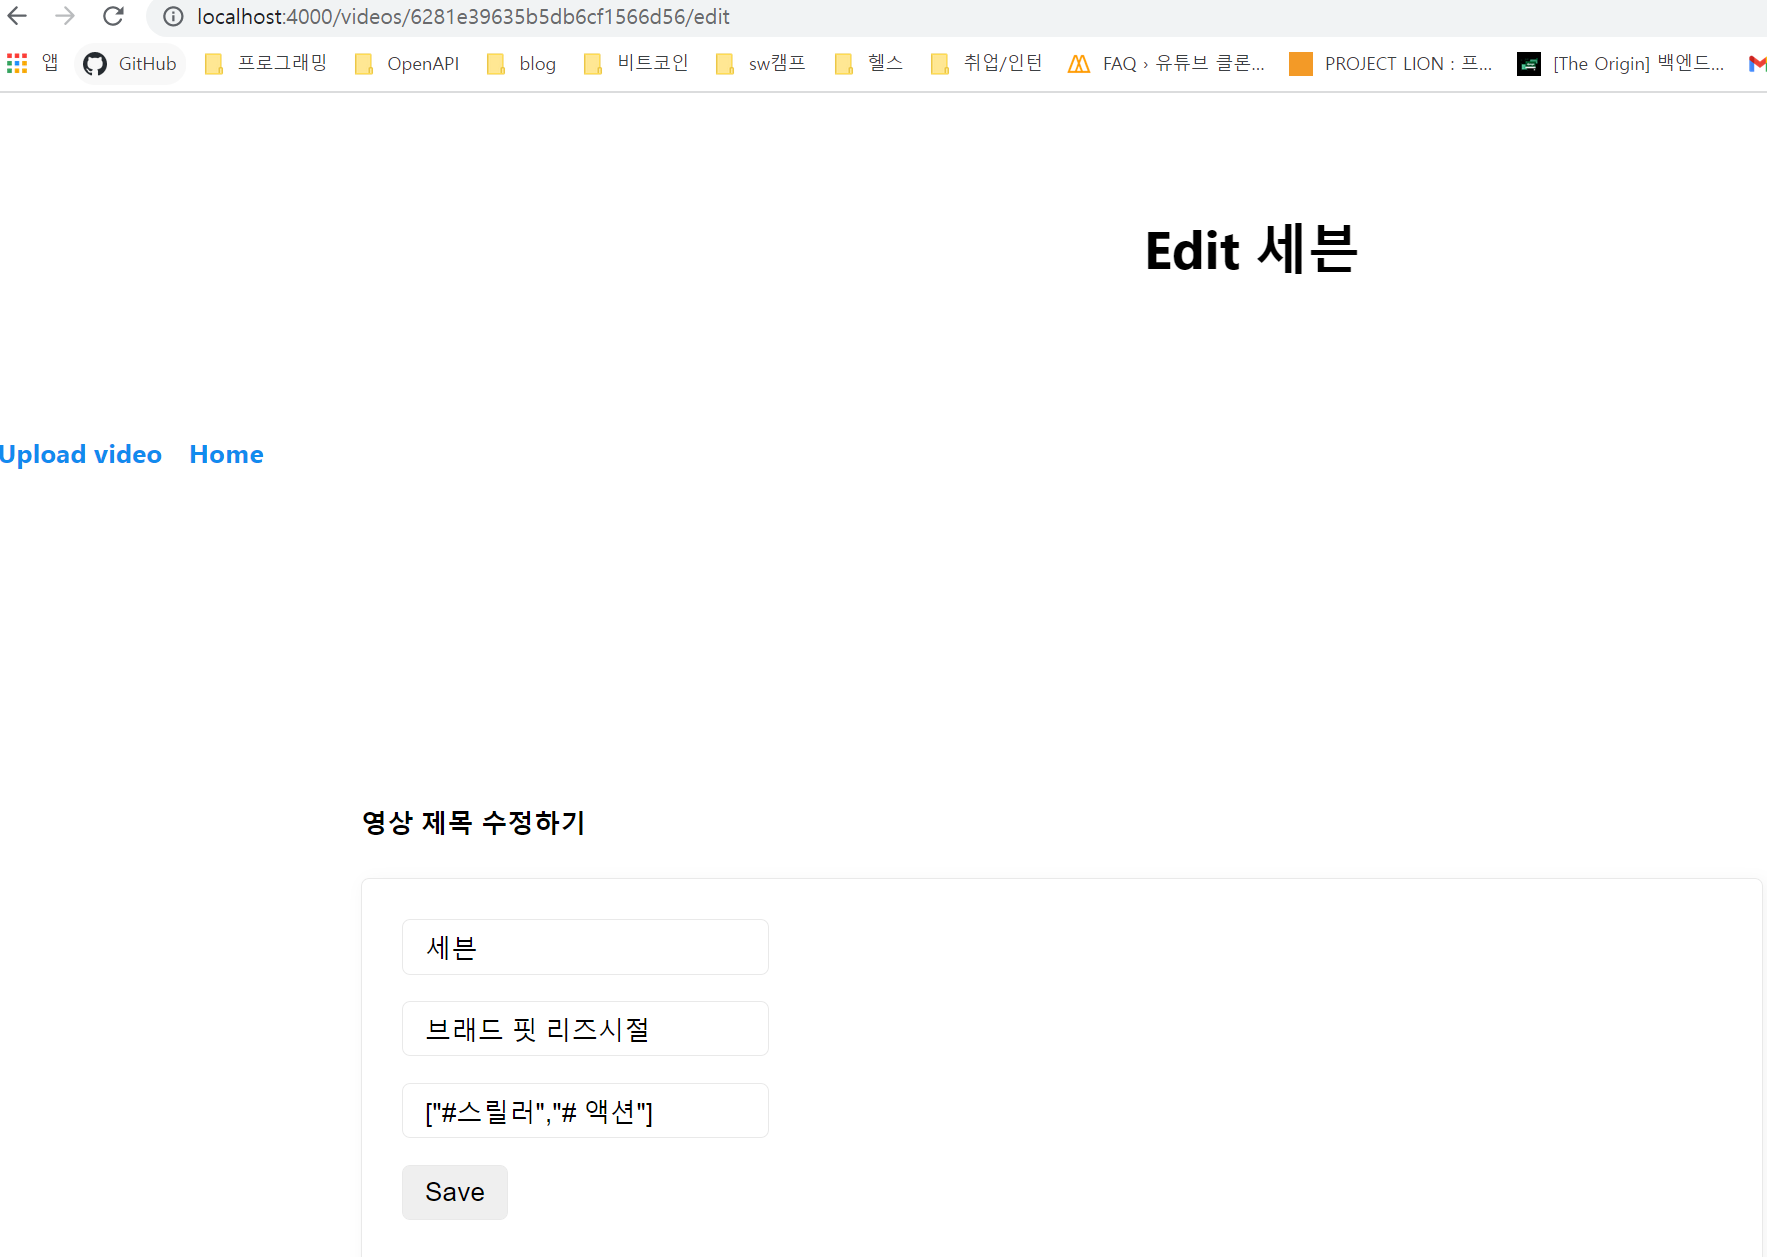 localhost:4000/videos/6281e39635b5db6cf1566d56/edit
앱 GitHub 프로그래밍 OpenAPI blog 비트코인 sw캠프 헬스 취업/인턴 FAQ › 유튜브 클론... PROJECT LION : 프... [The Origin] 백엔드...
Edit 세븐
Upload video Home
영상 제목 수정하기
세븐
브래드 핏 리즈시절
["#스릴러","# 액션"]
Save